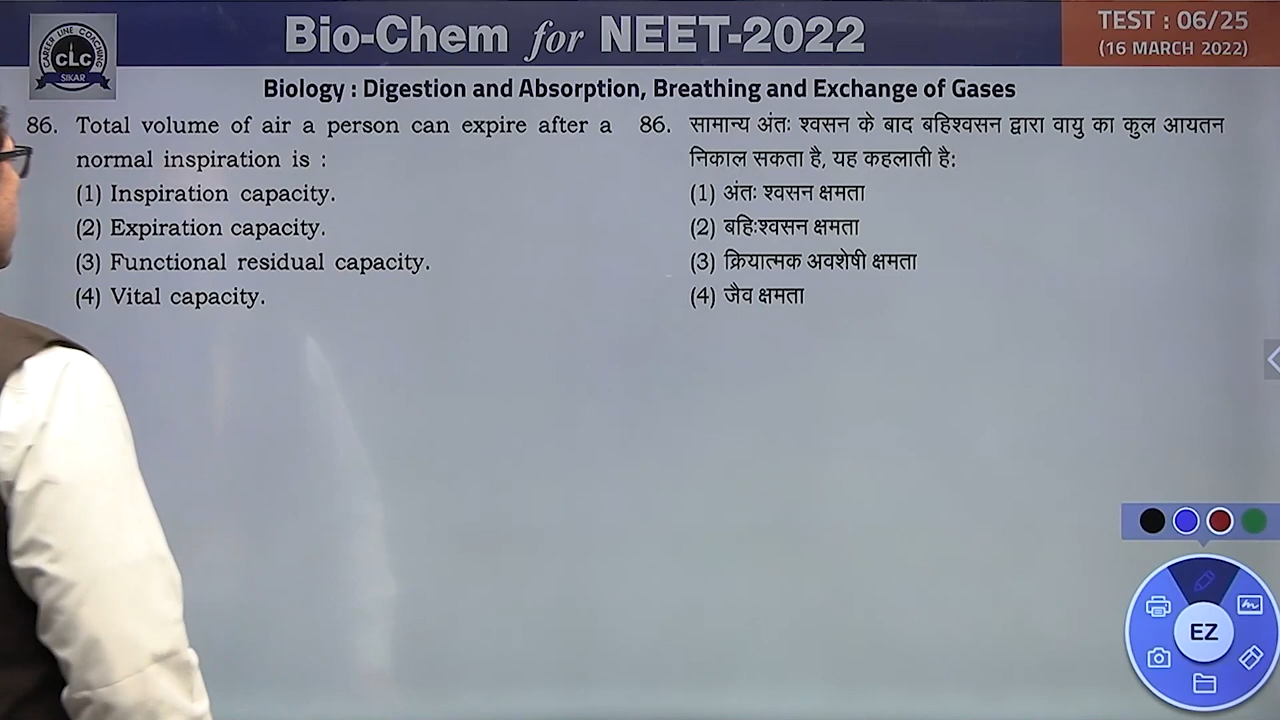 CAREER LINE COACHING
CLC
SIKAR
Bio-Chem for NEET-2022
TEST : 06/25
(16 MARCH 2022)
Biology : Digestion and Absorption, Breathing and Exchange of Gases
86. Total volume of air a person can expire after a
normal inspiration is :
(1) Inspiration capacity.
(2) Expiration capacity.
(3) Functional residual capacity.
(4) Vital capacity.
86. सामान्य अंतः श्वसन के बाद बहिश्वसन द्वारा वायु का कुल आयतन
निकाल सकता है, यह कहलाती है:
(1) अंतः श्वसन क्षमता
(2) बहिःश्वसन क्षमता
(3) क्रियात्मक अवशेषी क्षमता
(4) जैव क्षमता
EZ